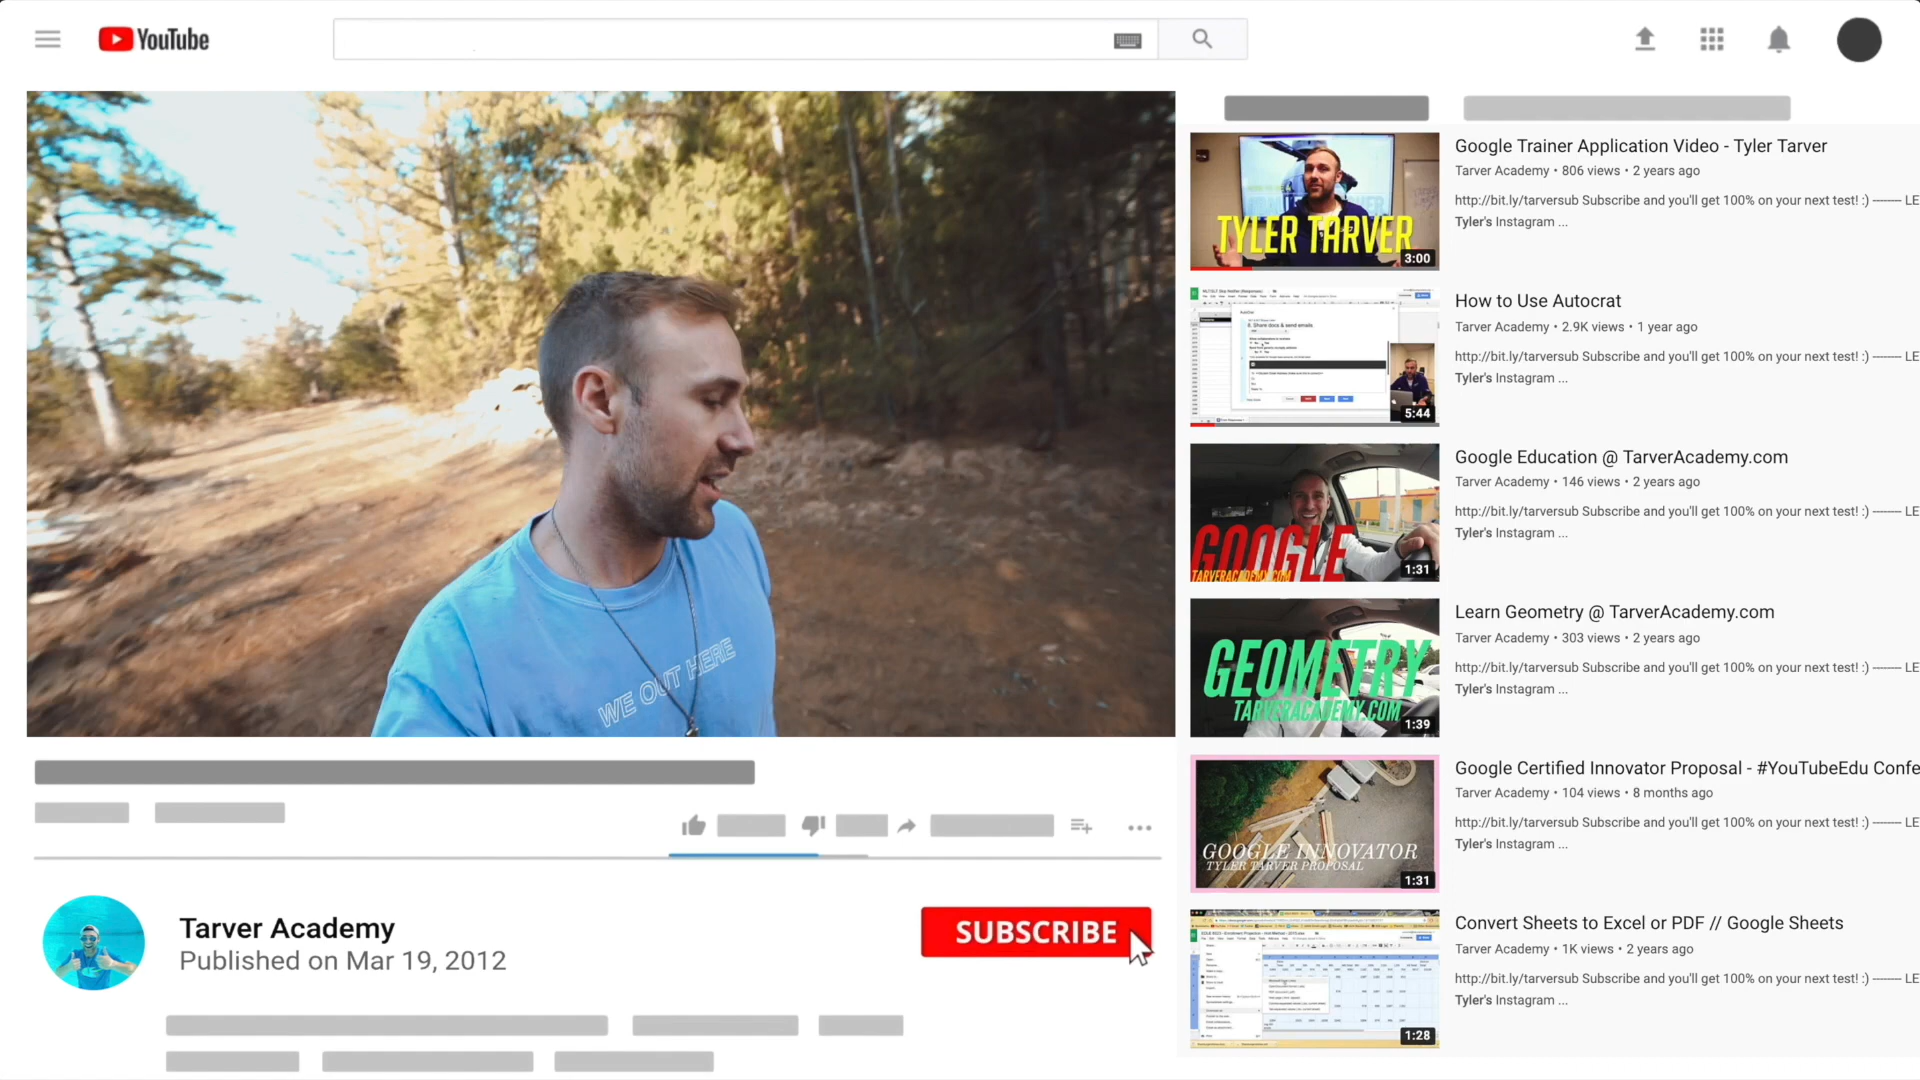 YouTube
WE OUT HERE
Tarver Academy
Published on Mar 19, 2012
SUBSCRIBE
TYLER TARVER
3:00
Google Trainer Application Video - Tyler Tarver
Tarver Academy • 806 views • 2 years ago
http://bit.ly/tarversub Subscribe and you'll get 100% on your next test! :) -------- LE
Tyler's Instagram ...
8. Share docs & send emails
5:44
How to Use Autocrat
Tarver Academy • 2.9K views • 1 year ago
http://bit.ly/tarversub Subscribe and you'll get 100% on your next test! :) -------- LE
Tyler's Instagram ...
GOOGLE
TARVERACADEMY.COM
1:31
Google Education @ TarverAcademy.com
Tarver Academy • 146 views • 2 years ago
http://bit.ly/tarversub Subscribe and you'll get 100% on your next test! :) -------- LE
Tyler's Instagram ...
GEOMETRY
TARVERACADEMY.COM
1:39
Learn Geometry @ TarverAcademy.com
Tarver Academy • 303 views • 2 years ago
http://bit.ly/tarversub Subscribe and you'll get 100% on your next test! :) -------- LE
Tyler's Instagram ...
GOOGLE INNOVATOR
TYLER TARVER PROPOSAL
1:31
Google Certified Innovator Proposal - #YouTubeEdu Confe
Tarver Academy • 104 views • 8 months ago
http://bit.ly/tarversub Subscribe and you'll get 100% on your next test! :) -------- LE
Tyler's Instagram ...
1:28
Convert Sheets to Excel or PDF // Google Sheets
Tarver Academy • 1K views • 2 years ago
http://bit.ly/tarversub Subscribe and you'll get 100% on your next test! :) -------- LE
Tyler's Instagram ...